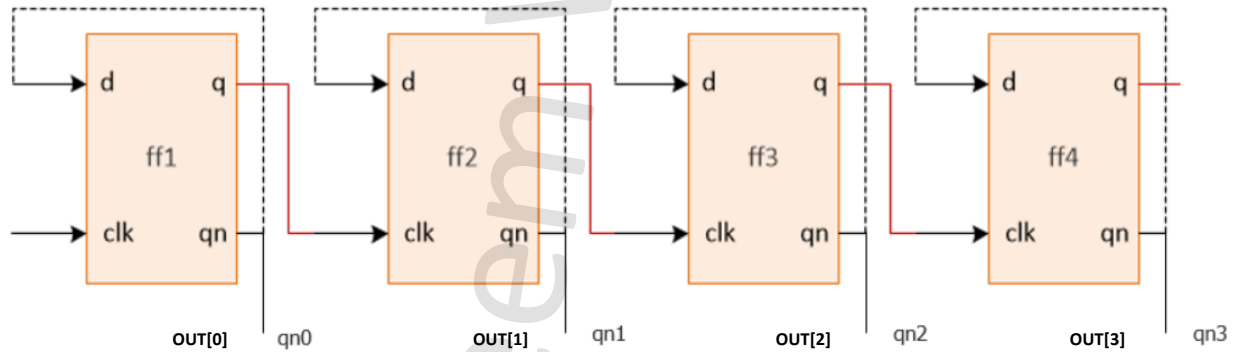 d q d q d q d q
ff1 ff2 ff3 ff4
clk qn clk qn clk qn clk qn
OUT[0] qn0 OUT[1] qn1 OUT[2] qn2 OUT[3] qn3
em